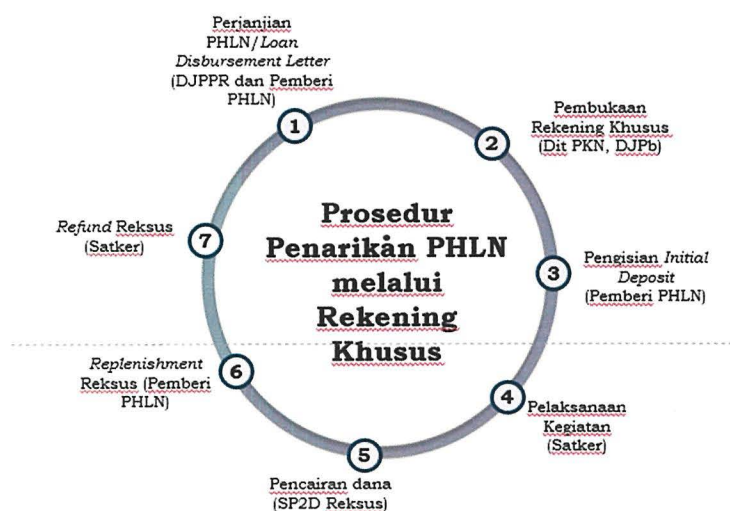 Perjanjian
PHLN/Loan
Disbursement Letter
(DJPPR dan Pemberi
PHLN)
1
Pembukaan
Rekening Khusus
(Dit PKN, DJPb)
2
Pengisian Initial
Deposit
(Pemberi PHLN)
3
Pelaksanaan
Kegiatan
(Satker)
4
Pencairan dana
(SP2D Reksus)
5
Replenishment
Reksus (Pemberi
PHLN)
6
Refund Reksus
(Satker)
7
Prosedur
Penarikan PHLN
melalui
Rekening
Khusus